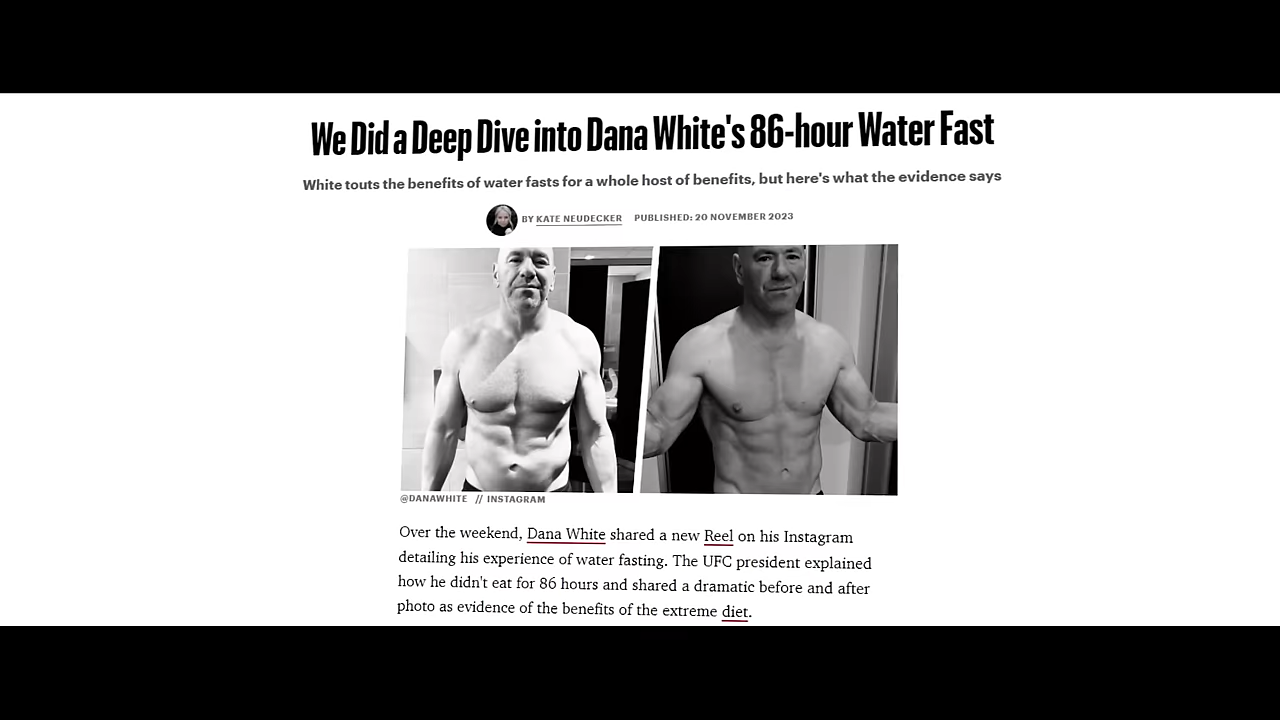 We Did a Deep Dive into Dana White's 86-hour Water Fast
White touts the benefits of water fasts for a whole host of benefits, but here's what the evidence says
BY KATE NEUDECKER PUBLISHED: 20 NOVEMBER 2023
@DANAWHITE // INSTAGRAM
Over the weekend, Dana White shared a new Reel on his Instagram
detailing his experience of water fasting. The UFC president explained
how he didn't eat for 86 hours and shared a dramatic before and after
photo as evidence of the benefits of the extreme diet.